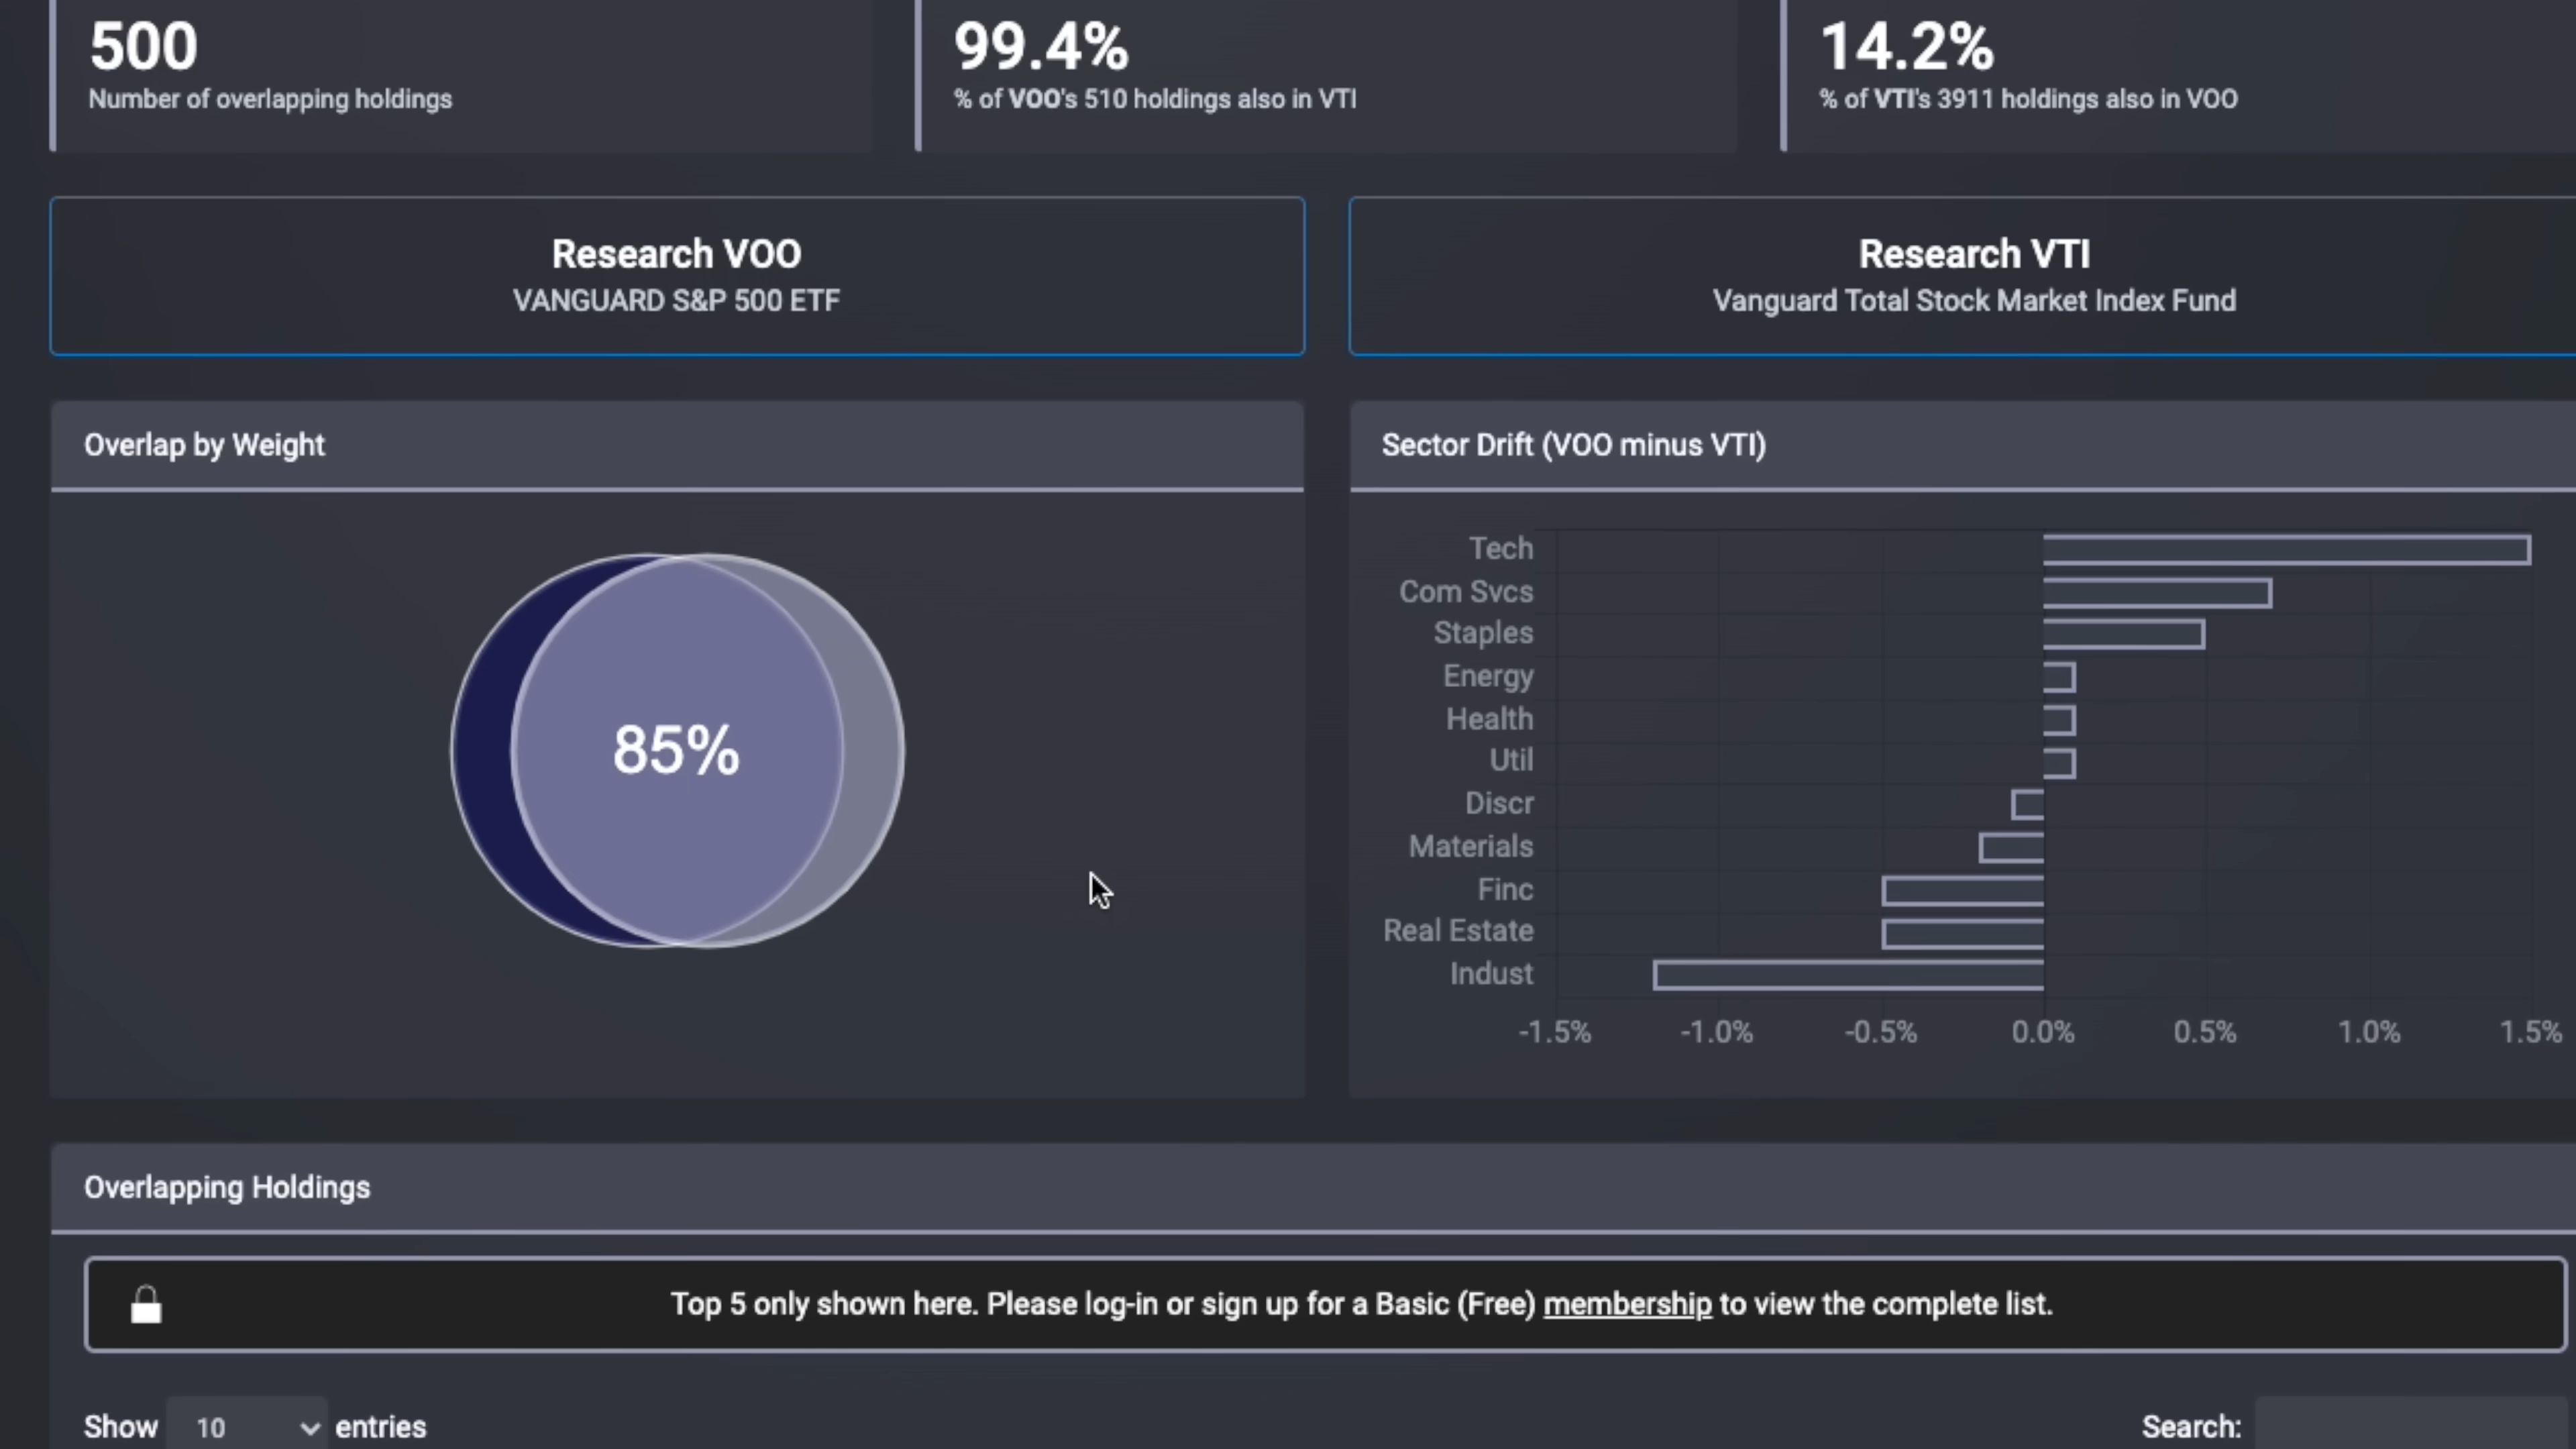 500
Number of overlapping holdings
99.4%
% of VOO's 510 holdings also in VTI
14.2%
% of VTI's 3911 holdings also in VOO
Research VOO
VANGUARD S&P 500 ETF
Research VTI
Vanguard Total Stock Market Index Fund
Overlap by Weight
85%
Sector Drift (VOO minus VTI)
Tech
Com Svcs
Staples
Energy
Health
Util
Discr
Materials
Finc
Real Estate
Indust
-1.5% -1.0% -0.5% 0.0% 0.5% 1.0% 1.5%
Overlapping Holdings
Top 5 only shown here. Please log-in or sign up for a Basic (Free) membership to view the complete list.
Show 10 entries
Search: